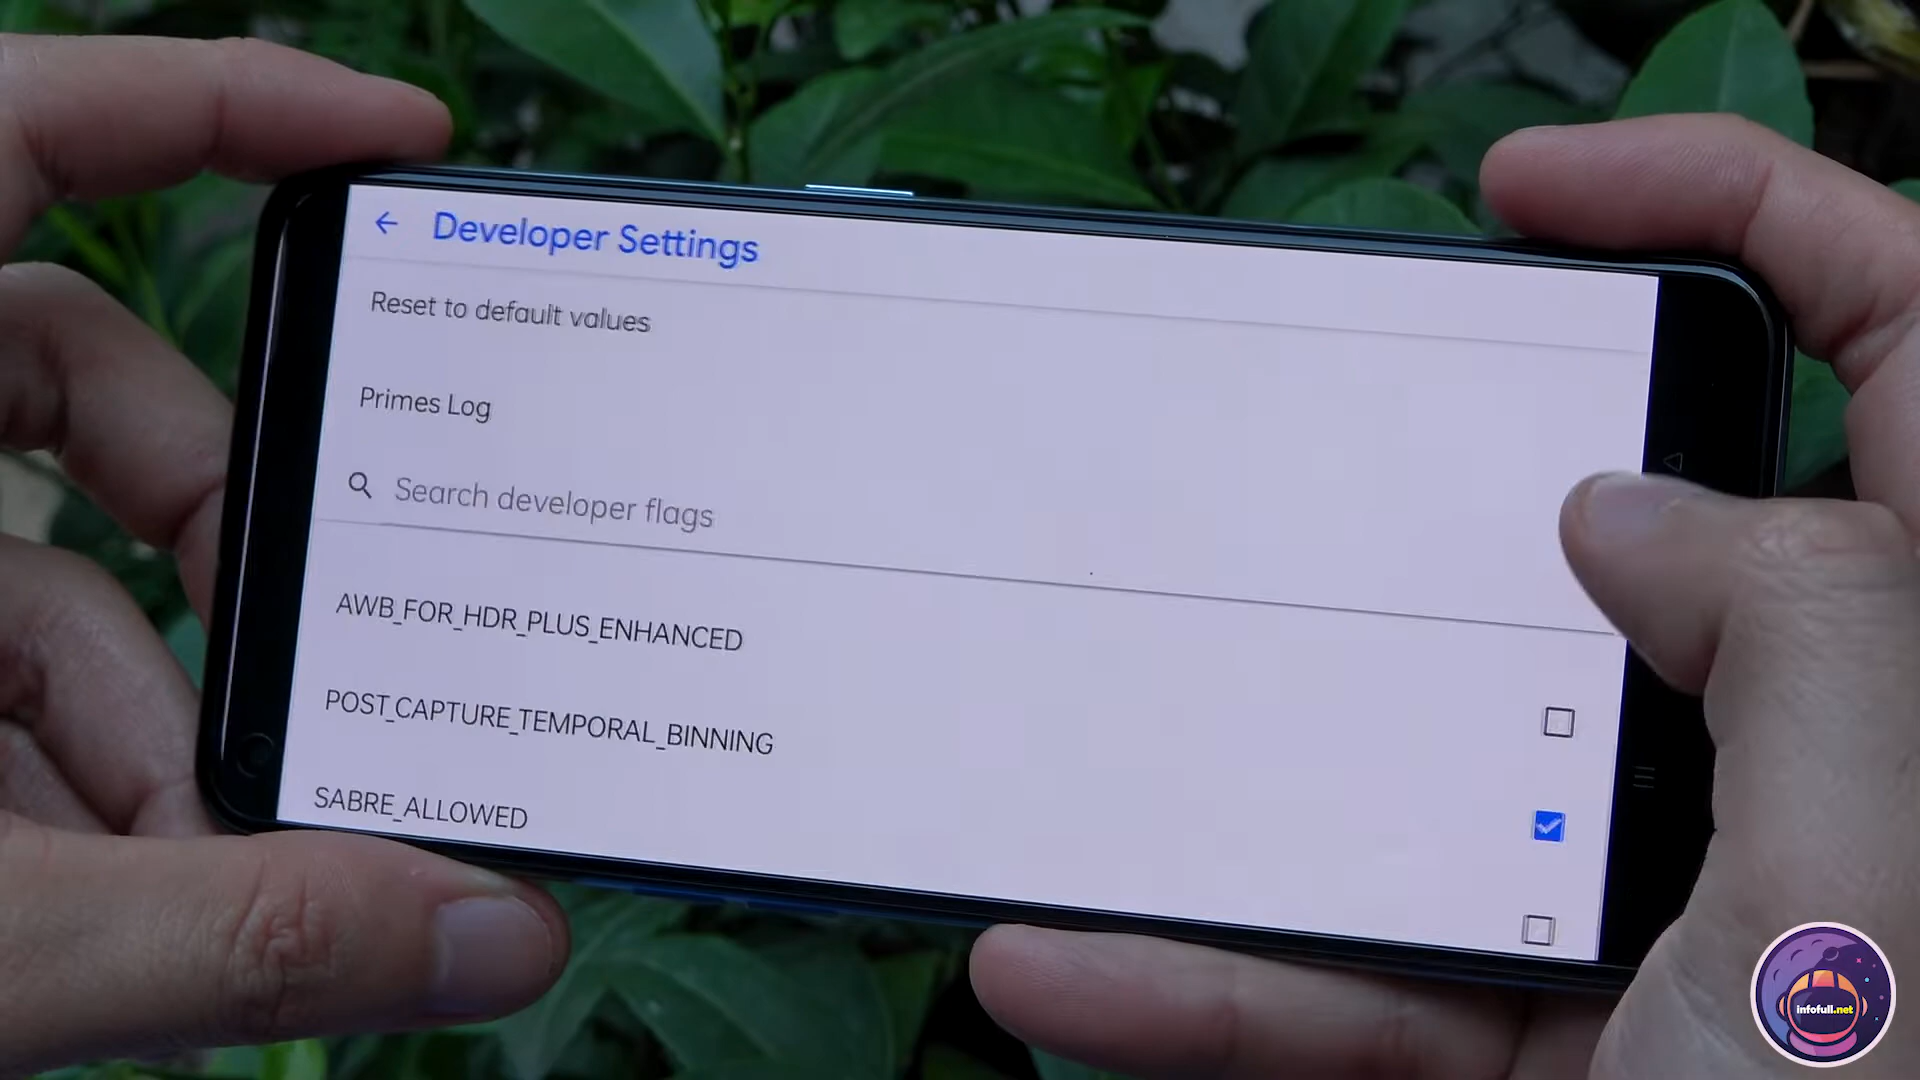 Developer Settings
Reset to default values
Primes Log
Search developer flags
AWB_FOR_HDR_PLUS_ENHANCED
POST_CAPTURE_TEMPORAL_BINNING
SABRE_ALLOWED
infofull.net